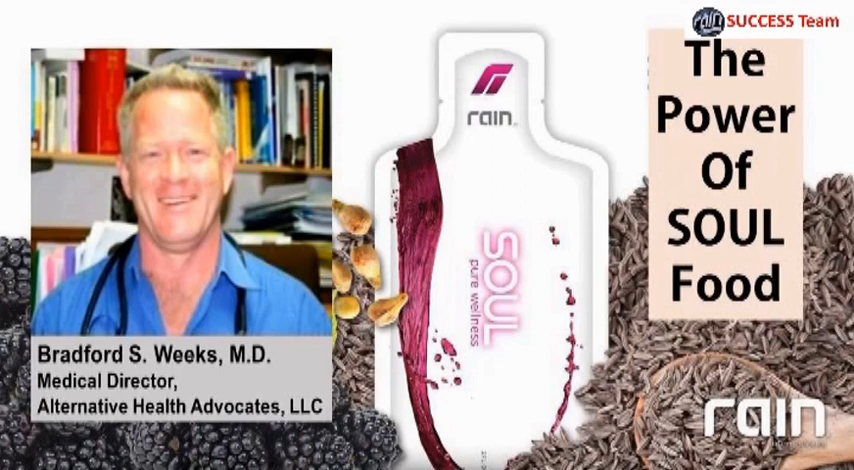 rain SUCCESS Team
The
Power
Of
SOUL
Food
rain
SOUL
pure wellness
Bradford S. Weeks, M.D.
Medical Director,
Alternative Health Advocates, LLC
rain